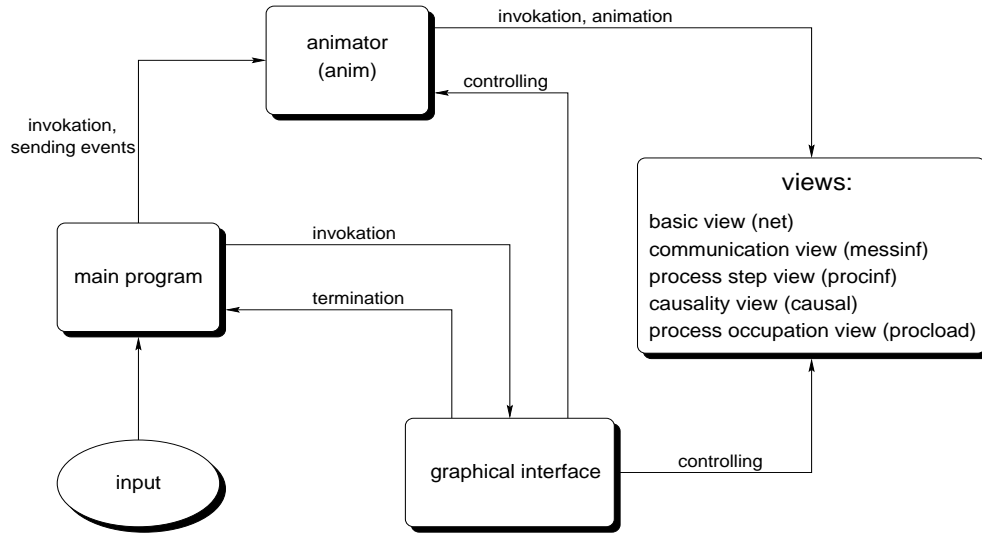 invokation, animation
animator
(anim)
controlling
invokation,
sending events
views:
basic view (net)
communication view (messinf)
process step view (procinf)
causality view (causal)
process occupation view (procload)
invokation
main program
termination
graphical interface
controlling
input